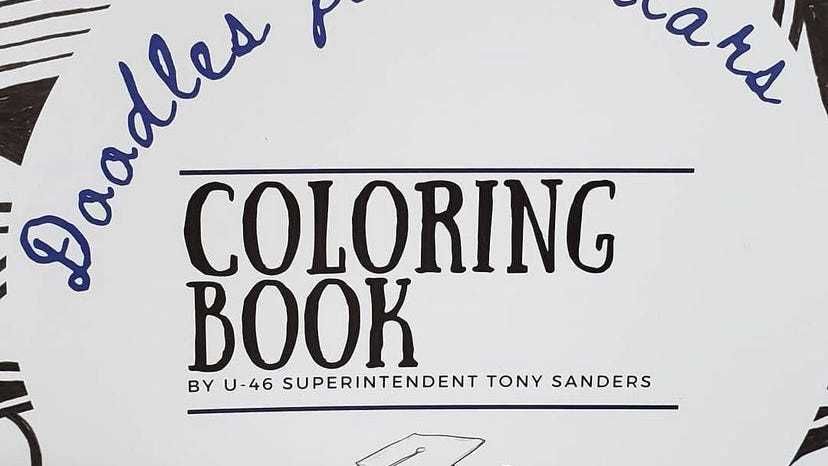 Doodles
COLORING
BOOK
BY U-46 SUPERINTENDENT TONY SANDERS